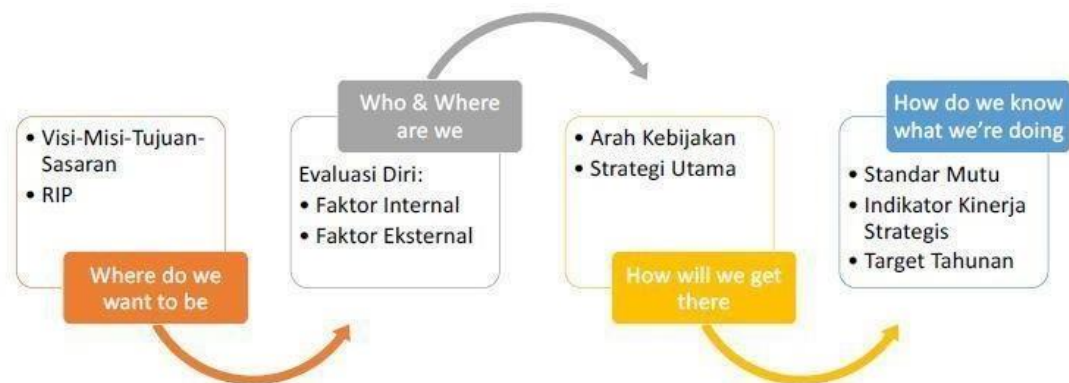 • Visi-Misi-Tujuan-
Sasaran
• RIP
Where do we
want to be
Who & Where
are we
Evaluasi Diri:
• Faktor Internal
• Faktor Eksternal
• Arah Kebijakan
• Strategi Utama
How will we get
there
How do we know
what we're doing
• Standar Mutu
• Indikator Kinerja
Strategis
• Target Tahunan